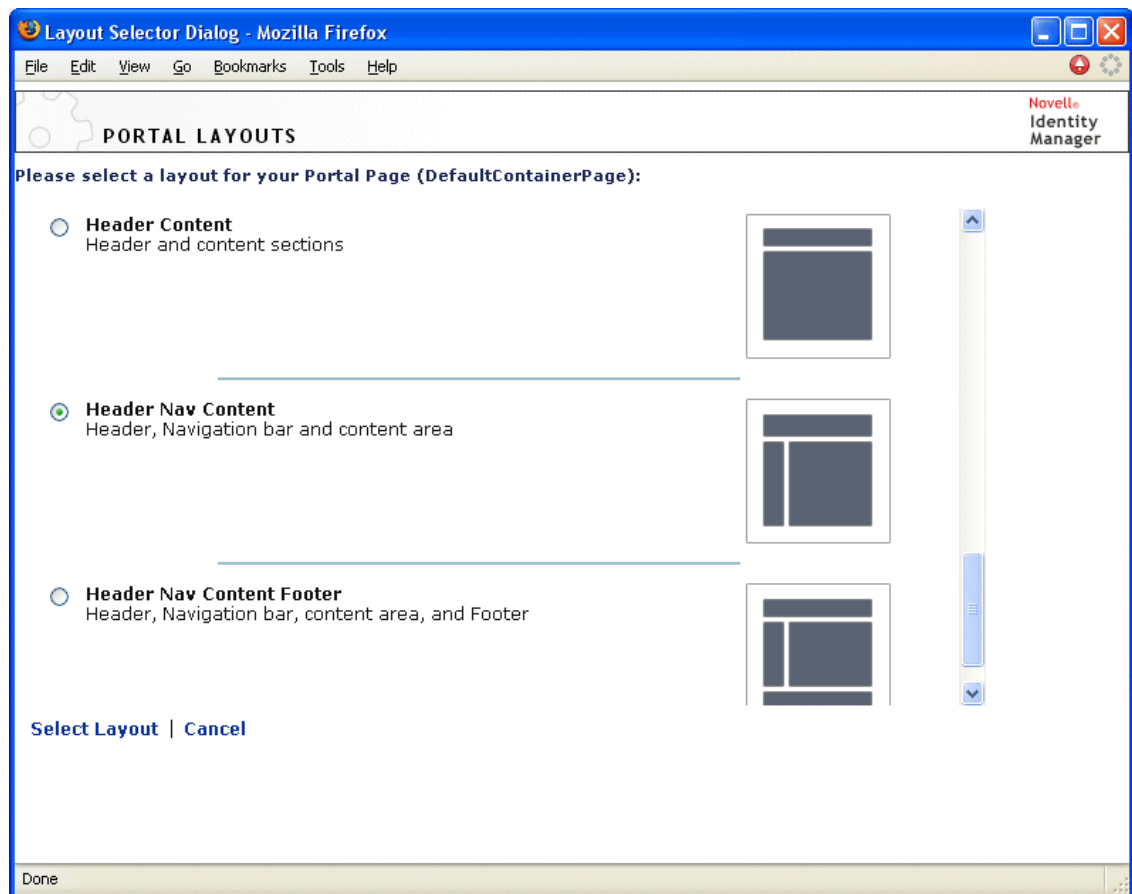 Layout Selector Dialog - Mozilla Firefox
File Edit View Go Bookmarks Tools Help
PORTAL LAYOUTS
Novell®
Identity
Manager
Please select a layout for your Portal Page (DefaultContainerPage):
Header Content
Header and content sections
Header Nav Content
Header, Navigation bar and content area
Header Nav Content Footer
Header, Navigation bar, content area, and Footer
Select Layout | Cancel
Done